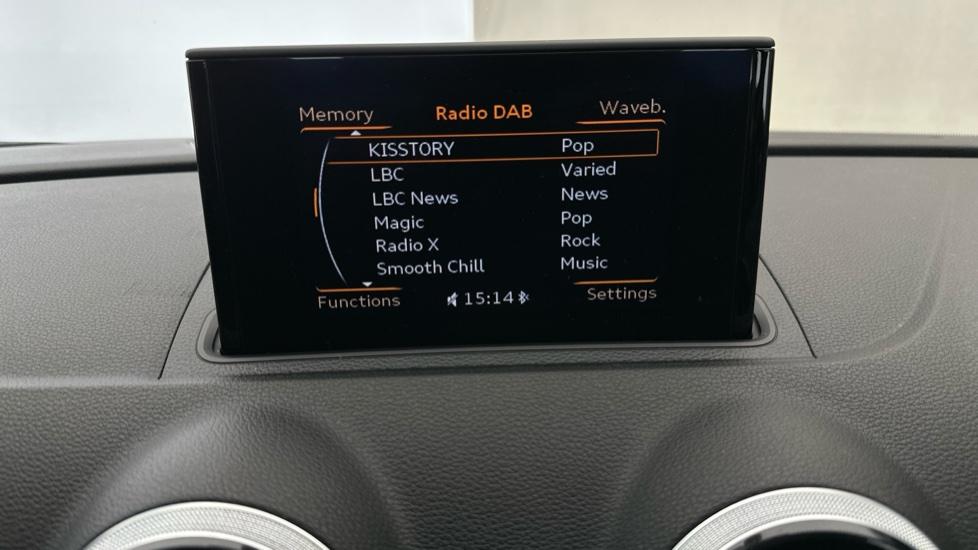 Memory Radio DAB Waveb.
KISSTORY Pop
LBC Varied
LBC News News
Magic Pop
Radio X Rock
Smooth Chill Music
Functions 15:14 Settings